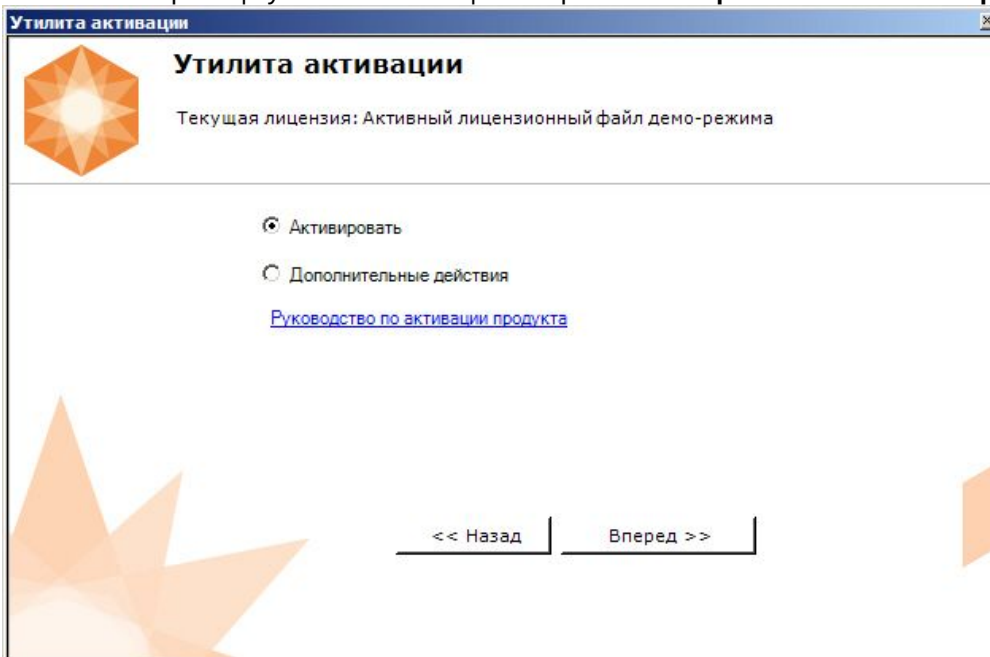 Утилита активации
Утилита активации
Текущая лицензия: Активный лицензионный файл демо-режима
Активировать
Дополнительные действия
Руководство по активации продукта
<< Назад
Вперед >>